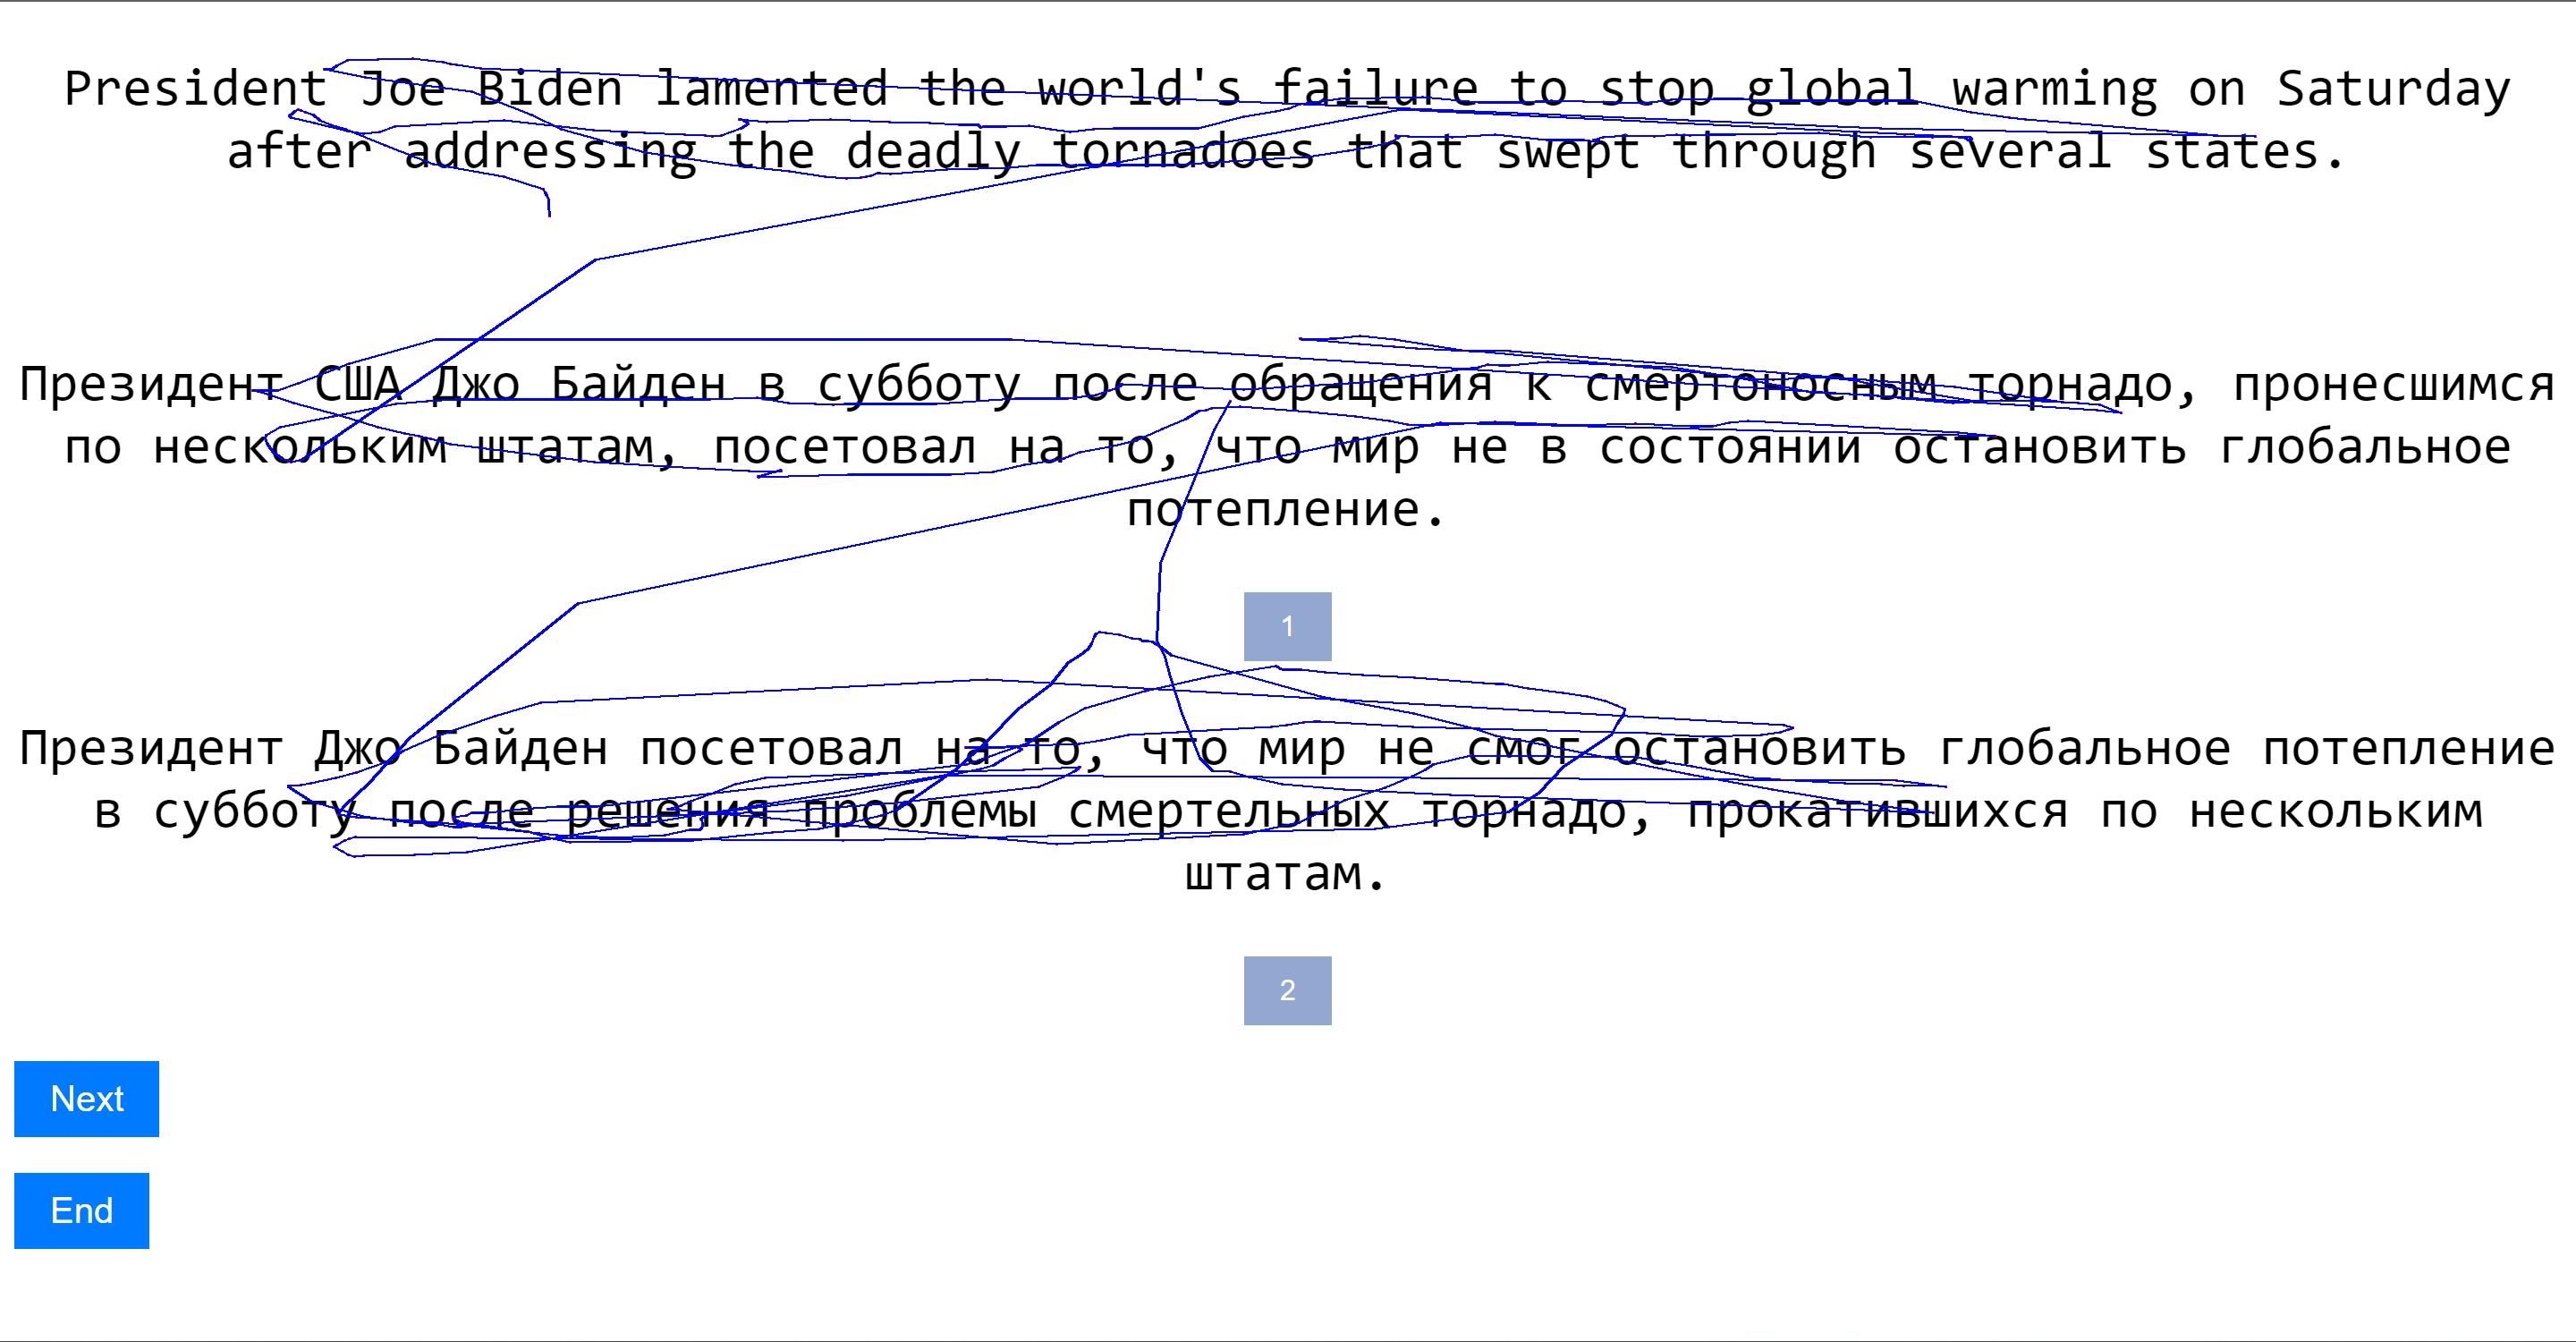 President Joe Biden lamented the world's failure to stop global warming on Saturday
after addressing the deadly tornadoes that swept through several states.
Президент США Джо Байден в субботу после обращения к смертоносным торнадо, пронесшимся
по нескольким штатам, посетовал на то, что мир не в состоянии остановить глобальное
потепление.
1
Президент Джо Байден посетовал на то, что мир не смог остановить глобальное потепление
в субботу после решения проблемы смертельных торнадо, прокатившихся по нескольким
штатам.
2
Next
End